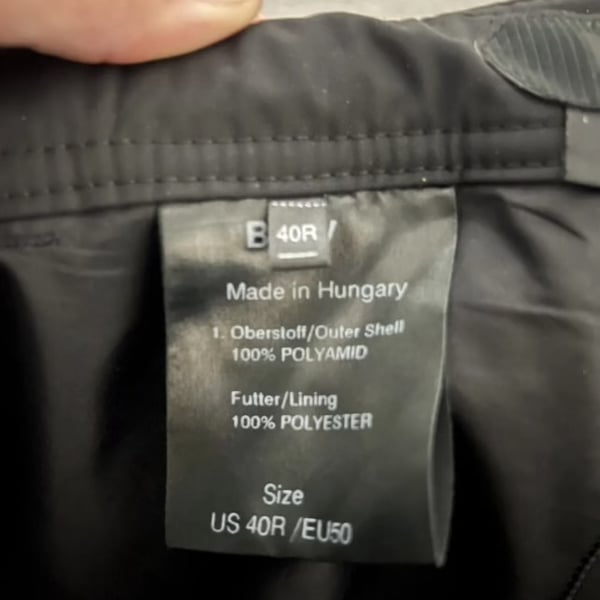 40R
Made in Hungary
1. Oberstoff/Outer Shell
100% POLYAMID
Futter/Lining
100% POLYESTER
Size
US 40R /EU50